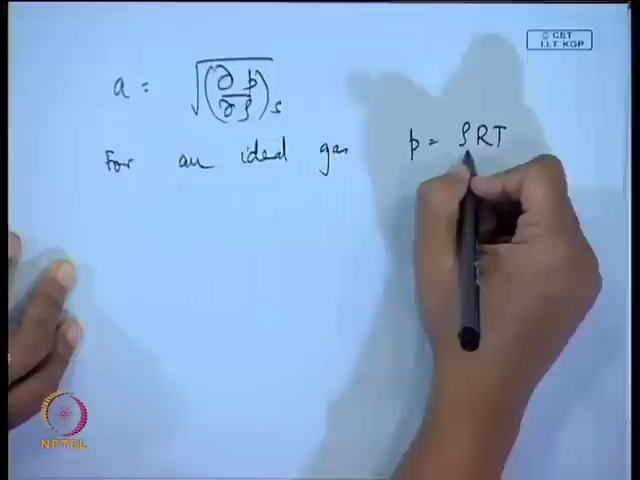 © CET
I.I.T. KGP
a = √(∂p/∂ρ)s
For an ideal gas p = ρRT
NPTEL